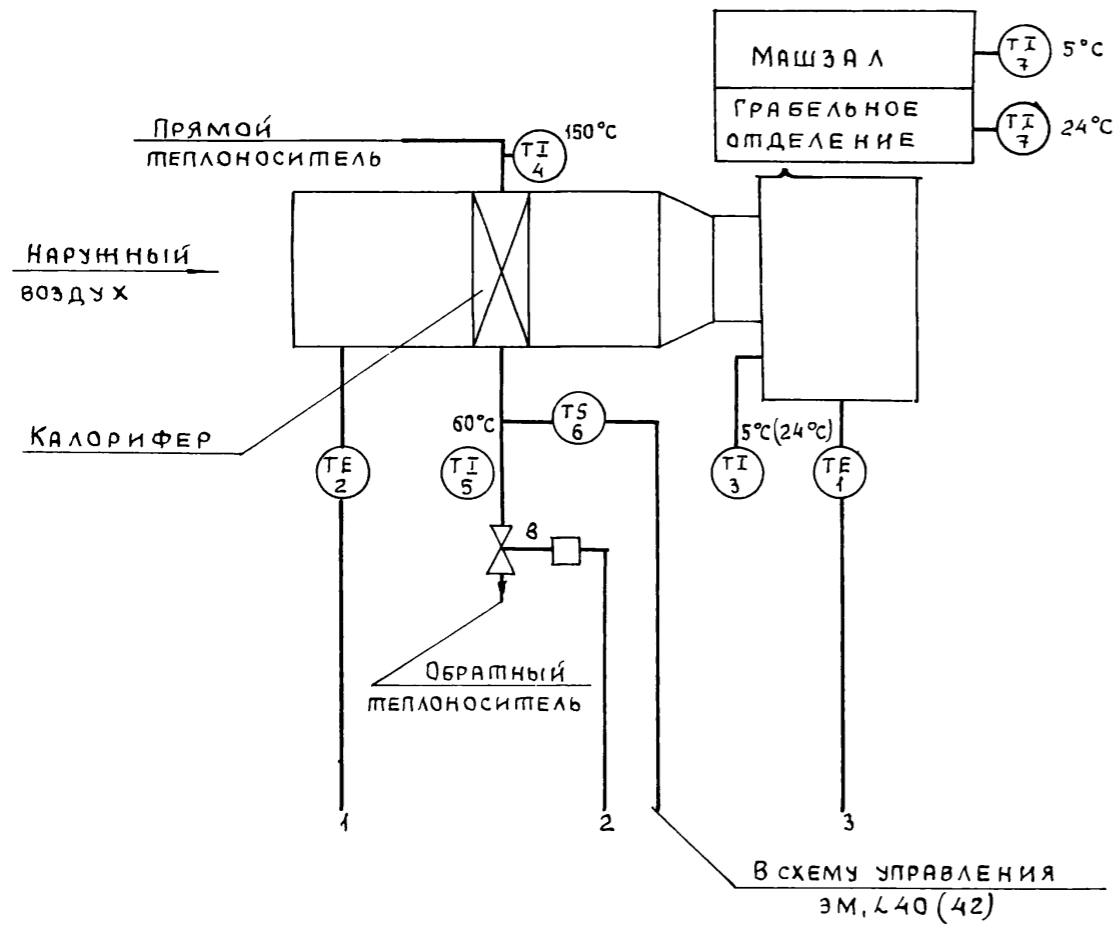 МАШЗАЛ
TI
7
5°C
ГРАБЕЛЬНОЕ
ОТДЕЛЕНИЕ
TI
7
24°C
ПРЯМОЙ
ТЕПЛОНОСИТЕЛЬ
TI
4
150°C
НАРУЖНЫЙ
ВОЗДУХ
КАЛОРИФЕР
TE
2
60°C
TS
6
TI
5
5°C (24°C)
TI
3
TE
1
В
ОБРАТНЫЙ
ТЕПЛОНОСИТЕЛЬ
1
2
3
В СХЕМУ УПРАВЛЕНИЯ
ЭМ, L40 (42)